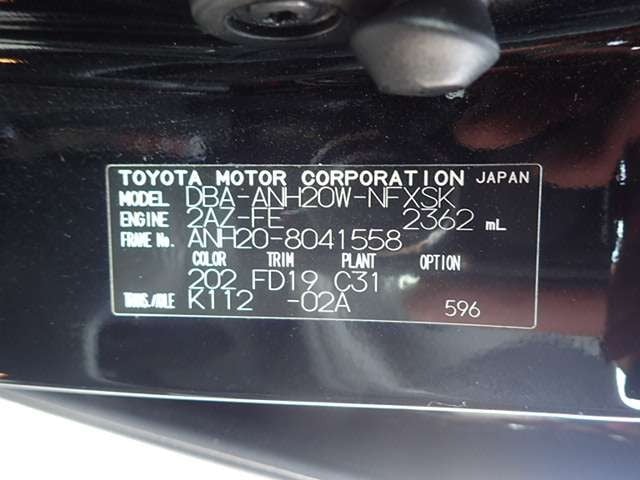 TOYOTA MOTOR CORPORATION JAPAN
MODEL DBA-ANH20W-NFXSK
ENGINE 2AZ-FE 2362 mL
FRAME No. ANH20-8041558
COLOR TRIM PLANT OPTION
202 FD19 C31
TRANS./AXLE K112 -02A 596